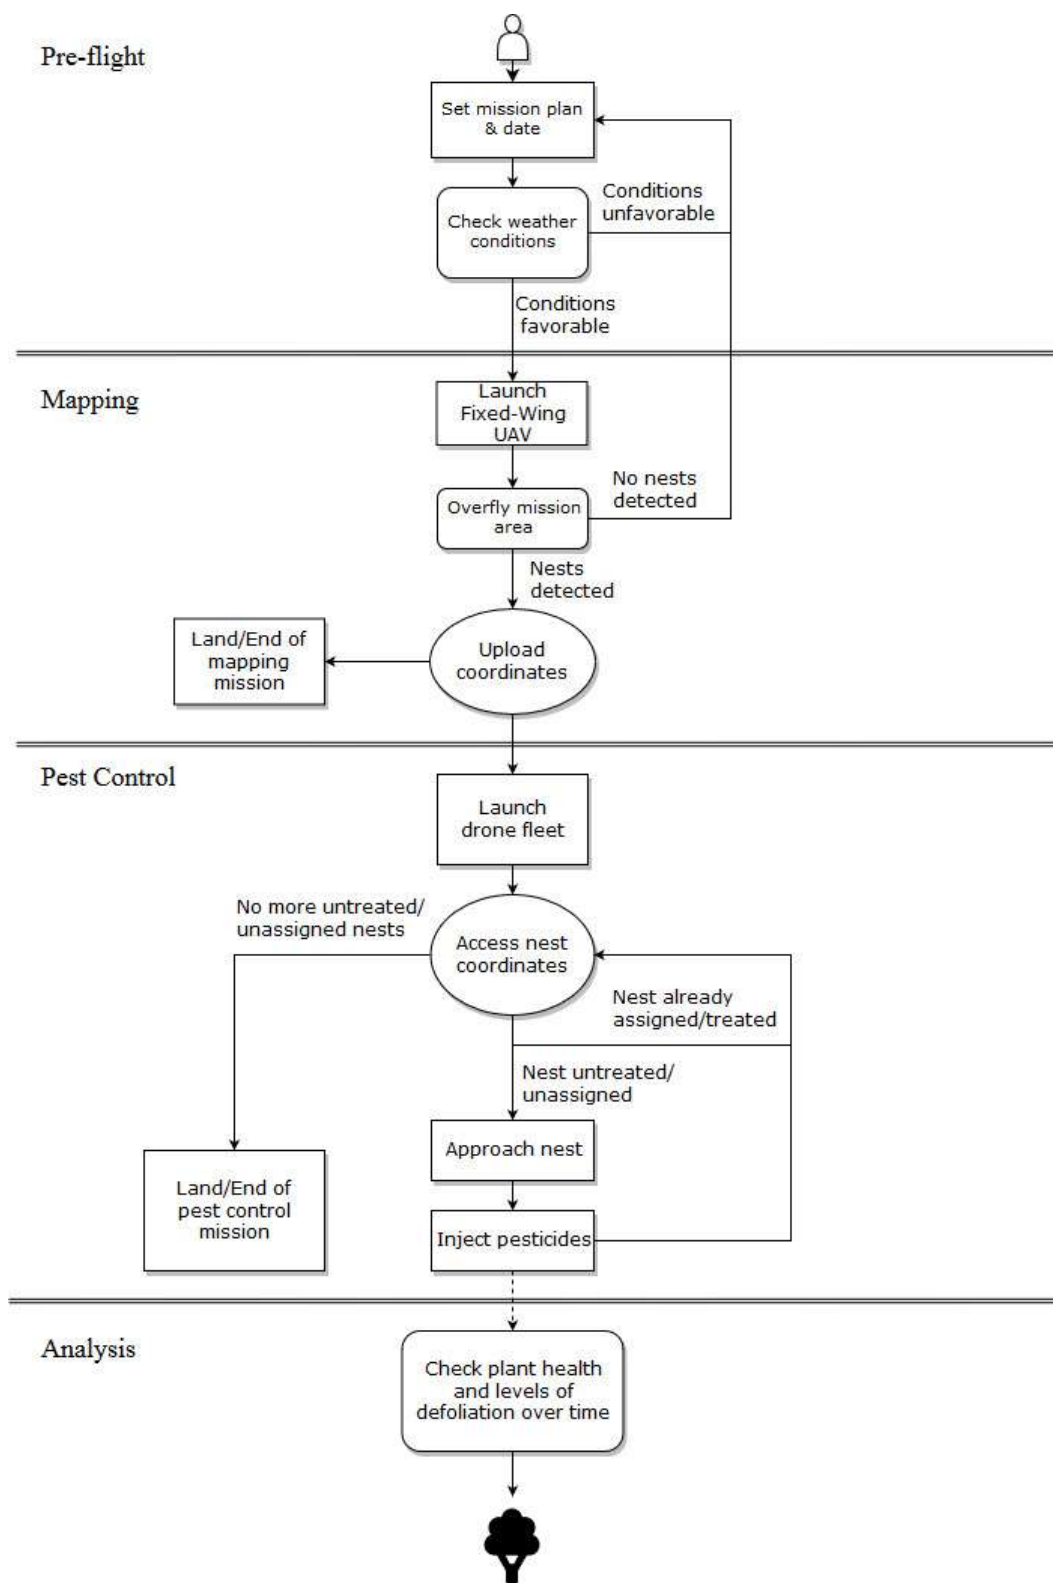 Pre-flight
Set mission plan
& date
Conditions
unfavorable
Check weather
conditions
Conditions
favorable
Mapping
Launch
Fixed-Wing
UAV
No nests
detected
Overfly mission
area
Nests
detected
Land/End of
mapping
mission
Upload
coordinates
Pest Control
Launch
drone fleet
No more untreated/
unassigned nests
Access nest
coordinates
Nest already
assigned/treated
Nest untreated/
unassigned
Approach nest
Land/End of
pest control
mission
Inject pesticides
Analysis
Check plant health
and levels of
defoliation over time